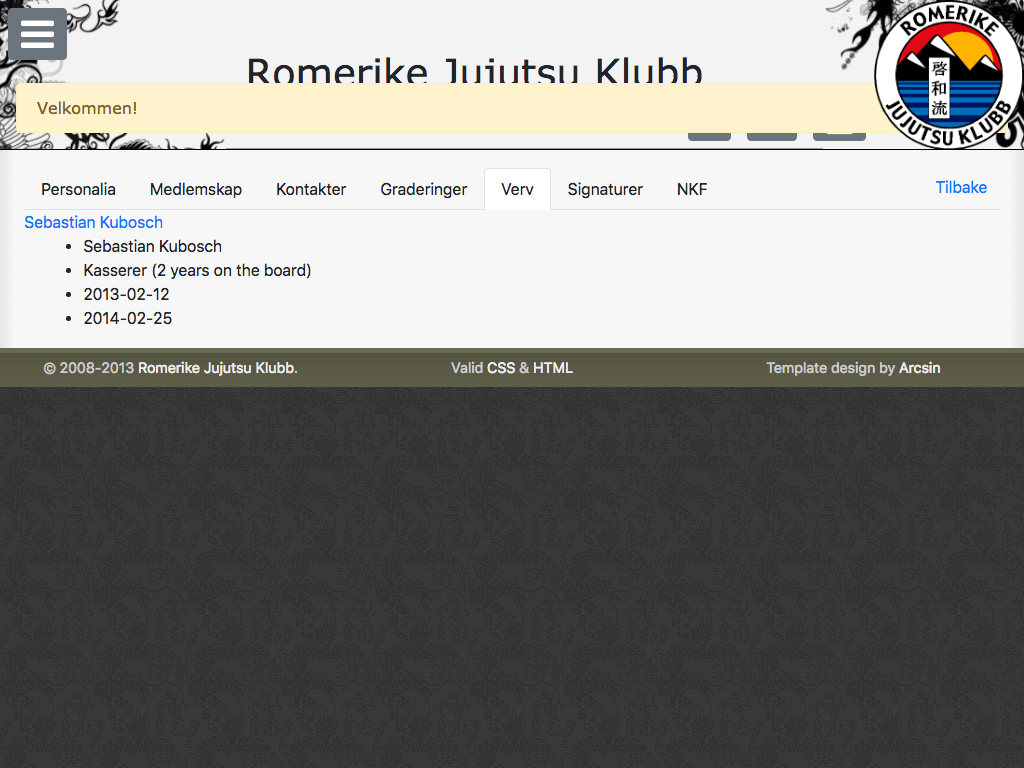 Romerike Jujutsu Klubb
ROMERIKE
啓和流
JUJUTSU KLUBB
Velkommen!
Personalia Medlemskap Kontakter Graderinger Verv Signaturer NKF Tilbake
Sebastian Kubosch
Sebastian Kubosch
Kasserer (2 years on the board)
2013-02-12
2014-02-25
© 2008-2013 Romerike Jujutsu Klubb. Valid CSS & HTML Template design by Arcsin